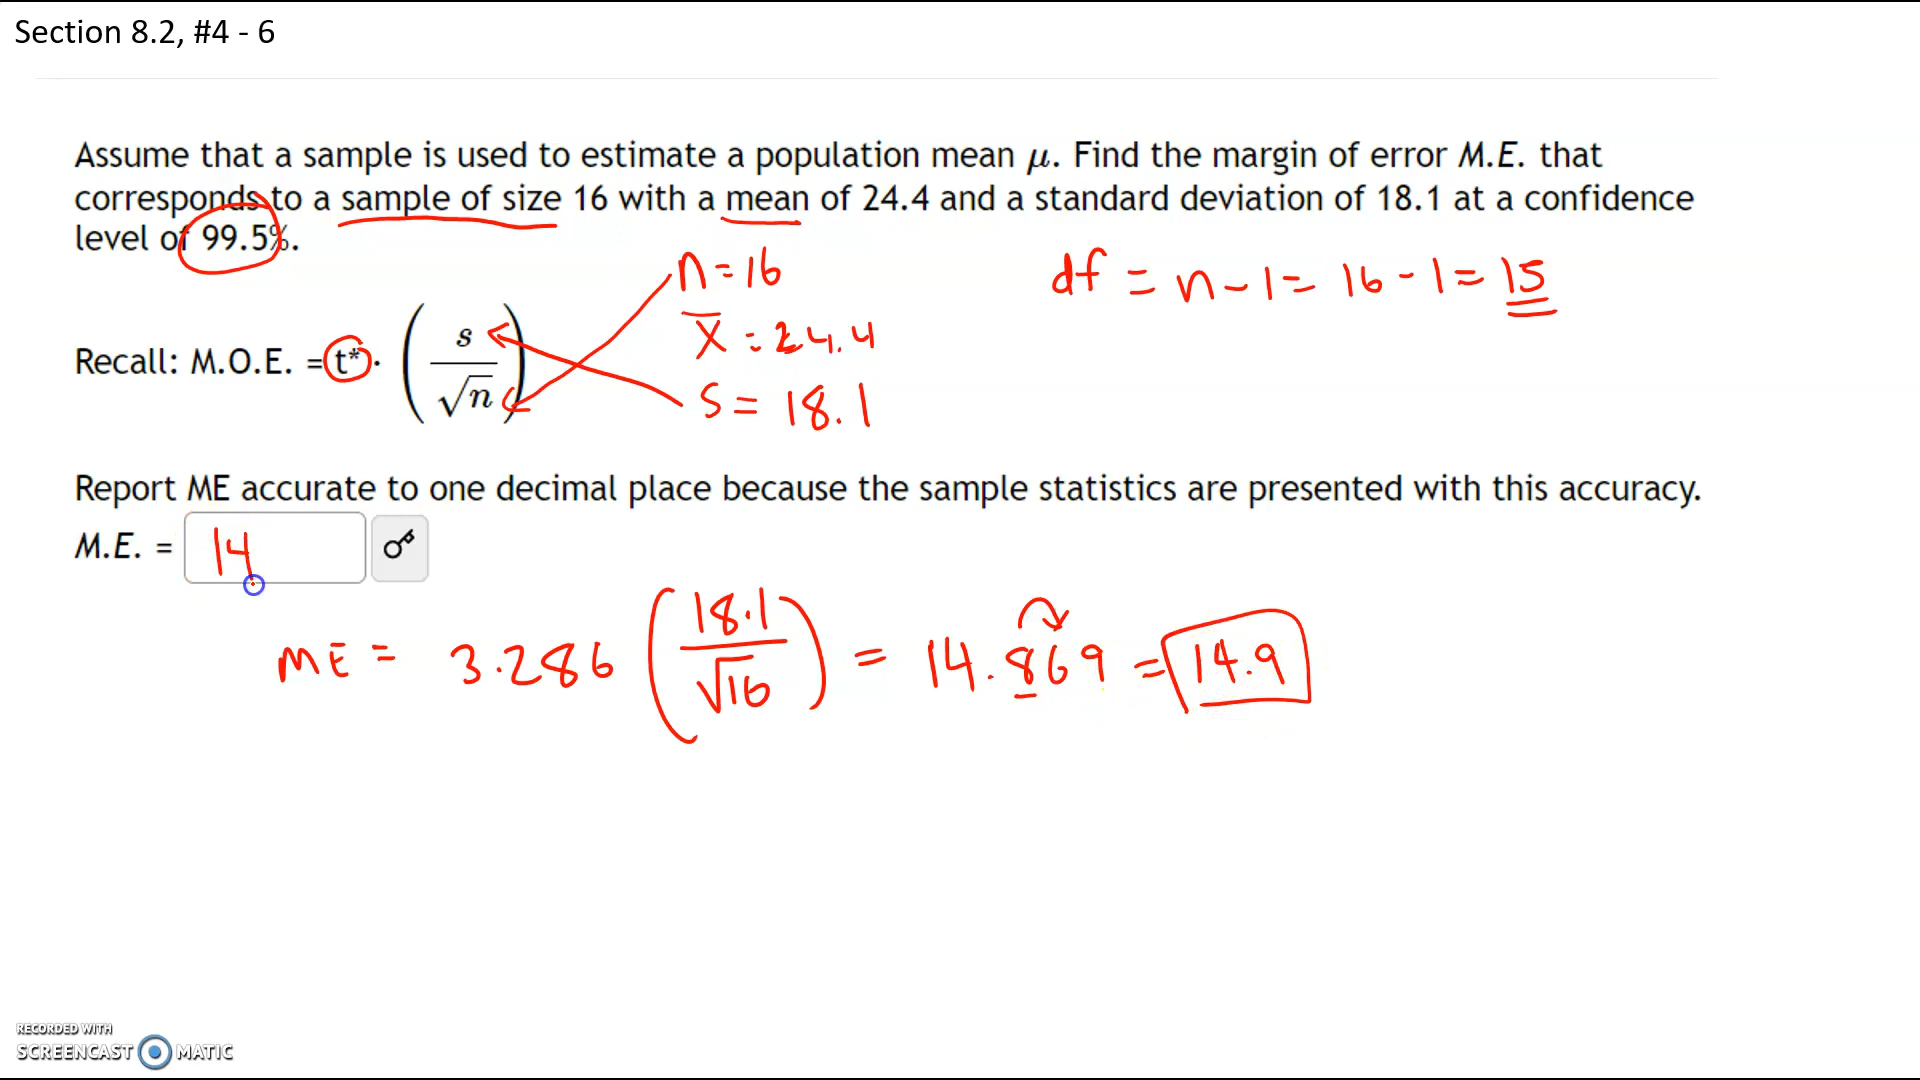 Section 8.2, #4 - 6
Assume that a sample is used to estimate a population mean μ. Find the margin of error M.E. that
corresponds to a sample of size 16 with a mean of 24.4 and a standard deviation of 18.1 at a confidence
level of 99.5%.
n = 16
df = n - 1 = 16 - 1 = 15
x̄ = 24.4
Recall: M.O.E. = t* · (s/√n)
s = 18.1
Report ME accurate to one decimal place because the sample statistics are presented with this accuracy.
M.E. = 14
ME = 3.286 (18.1/√16) = 14.869 = 14.9
RECORDED WITH
SCREENCAST MATIC